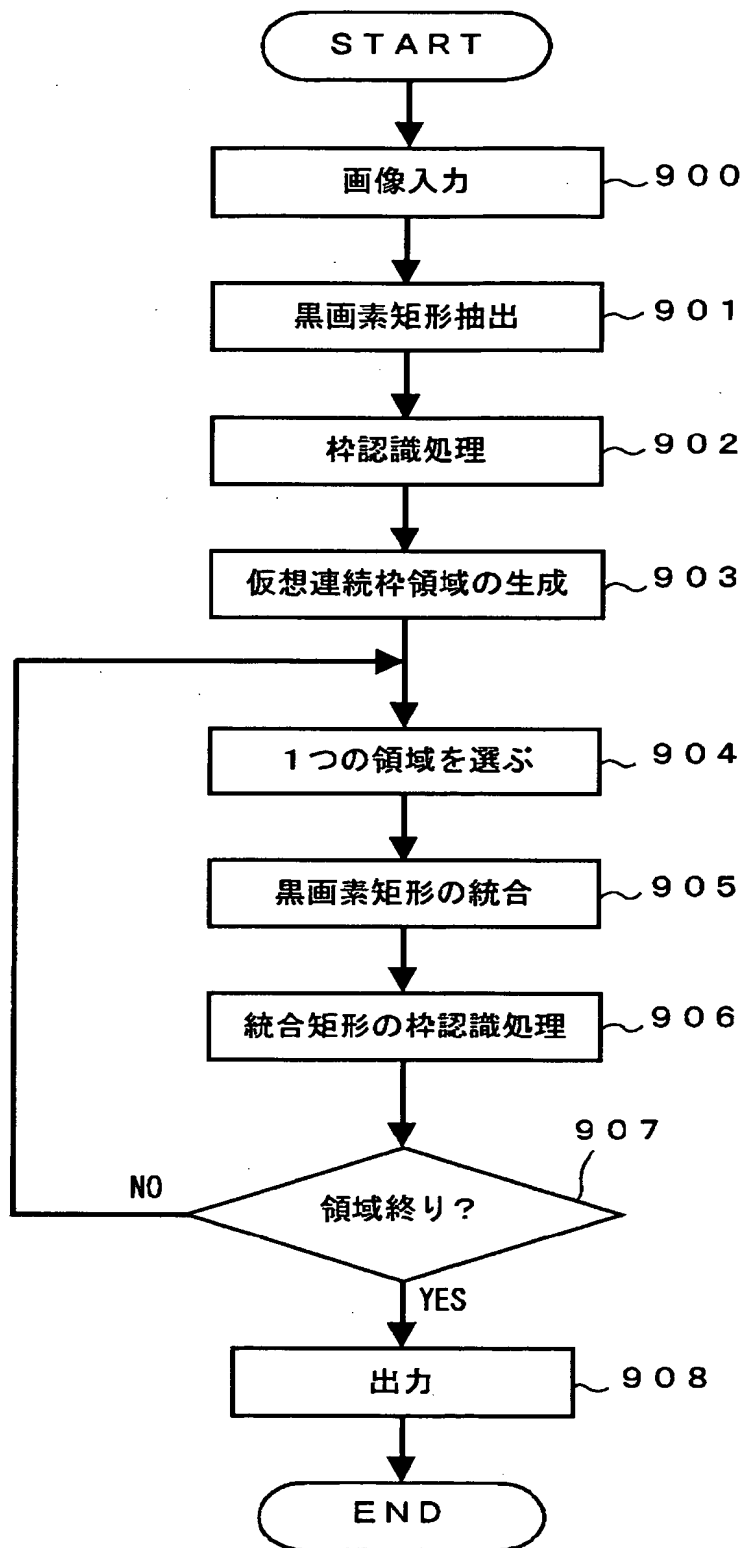 START
画像入力 ~900
黒画素矩形抽出 ~901
枠認識処理 ~902
仮想連続枠領域の生成 ~903
1つの領域を選ぶ ~904
黒画素矩形の統合 ~905
統合矩形の枠認識処理 ~906
907
領域終り?
NO
YES
出力 ~908
END